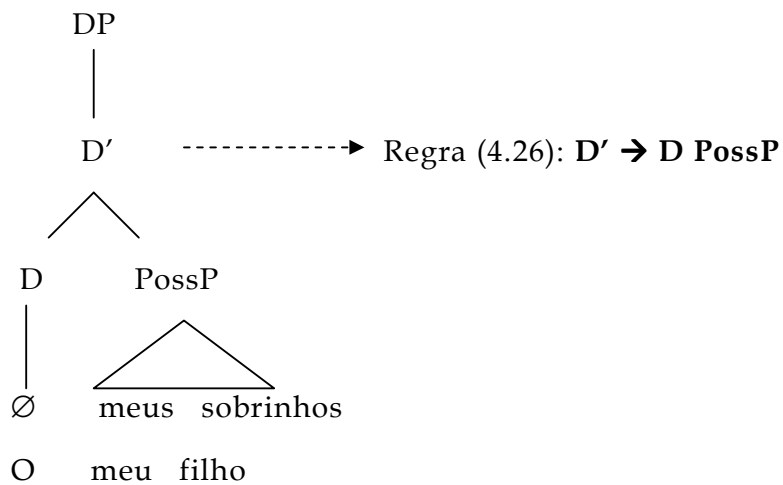 DP
D’ Regra (4.26): D’ → D PossP
D PossP
∅ meus sobrinhos
O meu filho